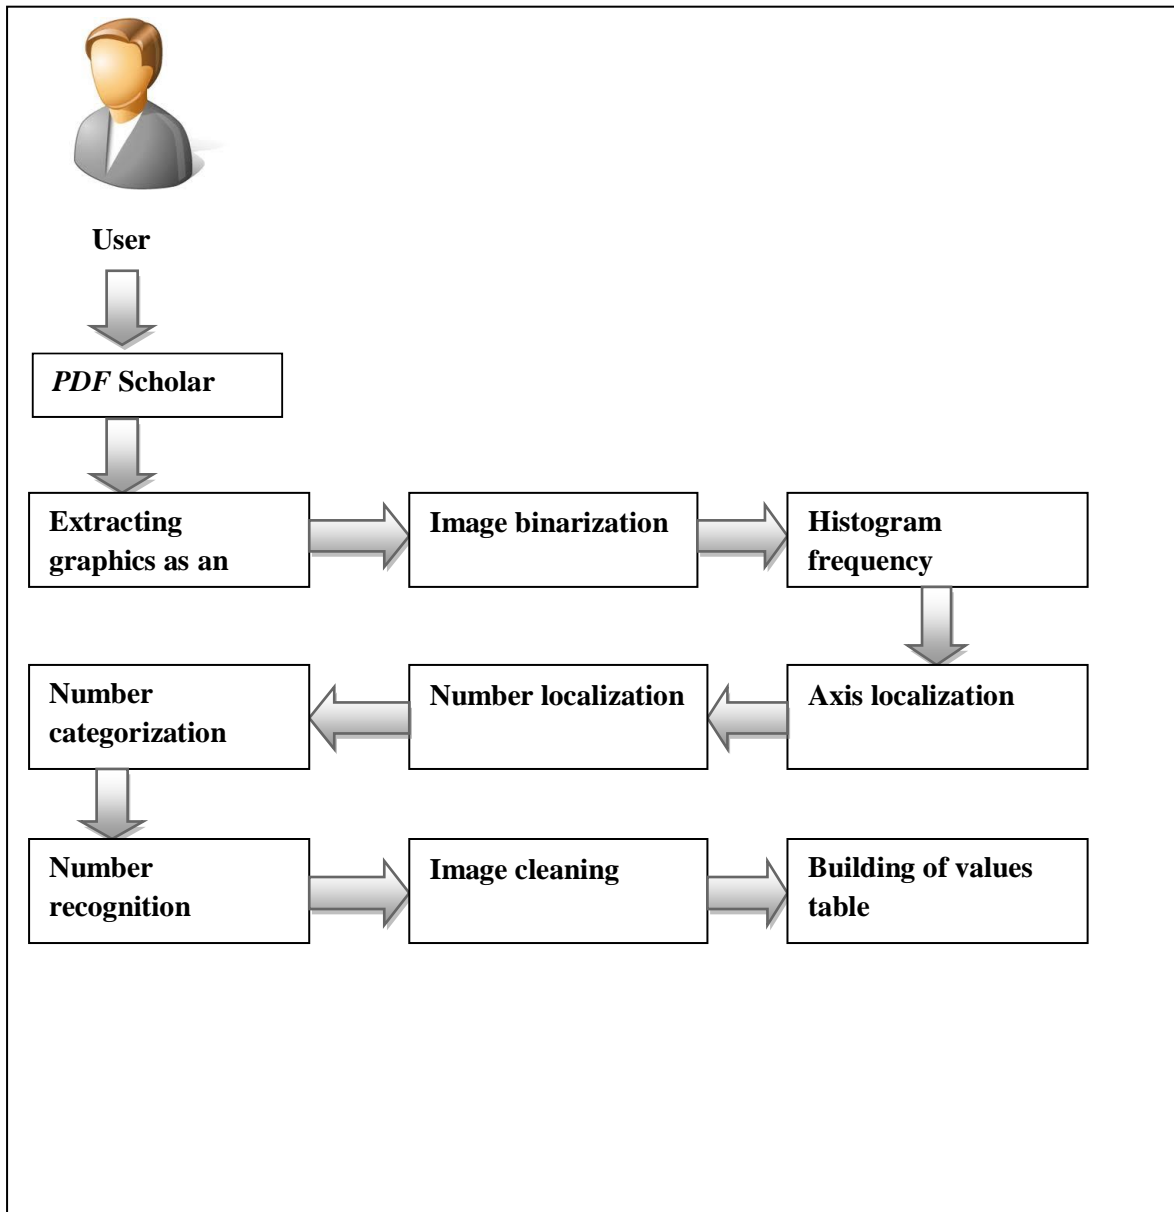 User
PDF Scholar
Extracting
graphics as an
Image binarization
Histogram
frequency
Number
categorization
Number localization
Axis localization
Number
recognition
Image cleaning
Building of values
table